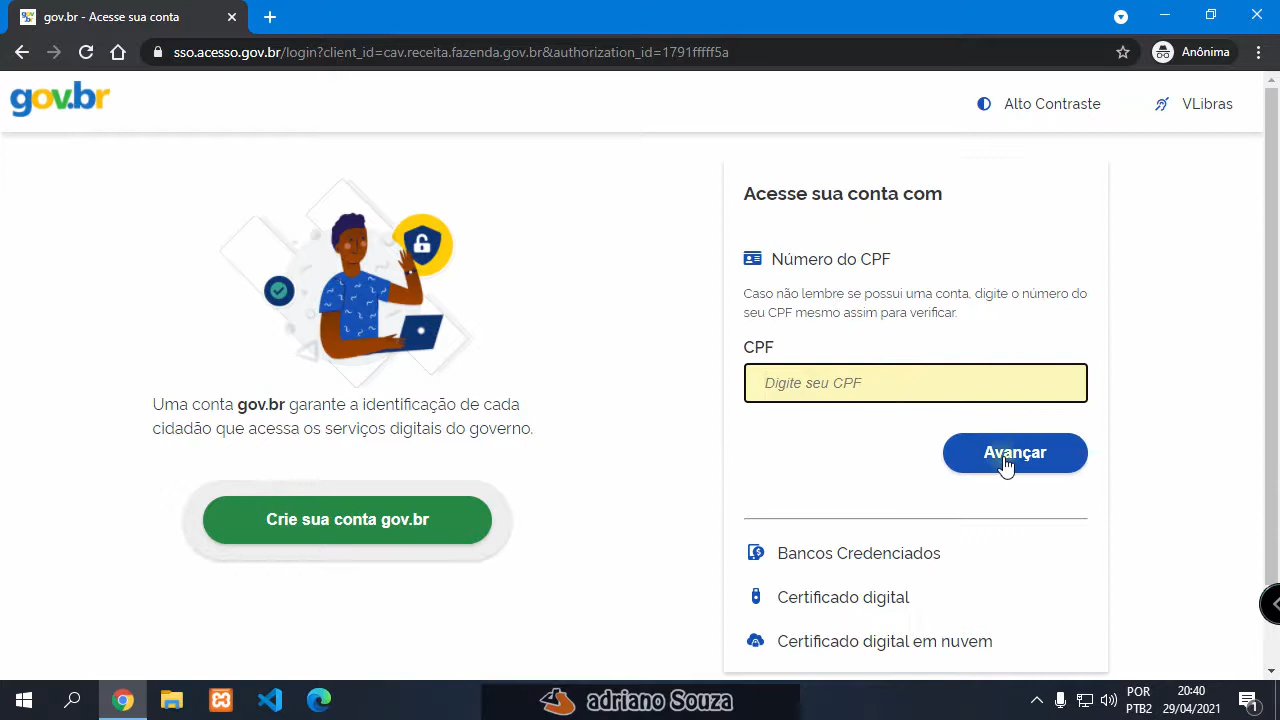 gov.br - Acesse sua conta
sso.acesso.gov.br/login?client_id=cav.receita.fazenda.gov.br&authorization_id=1791fffff5a
Anônima
gov.br
Alto Contraste
VLibras
Acesse sua conta com
Número do CPF
Caso não lembre se possui uma conta, digite o número do
seu CPF mesmo assim para verificar.
CPF
Digite seu CPF
Avançar
Uma conta gov.br garante a identificação de cada
cidadão que acessa os serviços digitais do governo.
Crie sua conta gov.br
Bancos Credenciados
Certificado digital
Certificado digital em nuvem
adriano Souza
POR
PTB2
20:40
29/04/2021
1